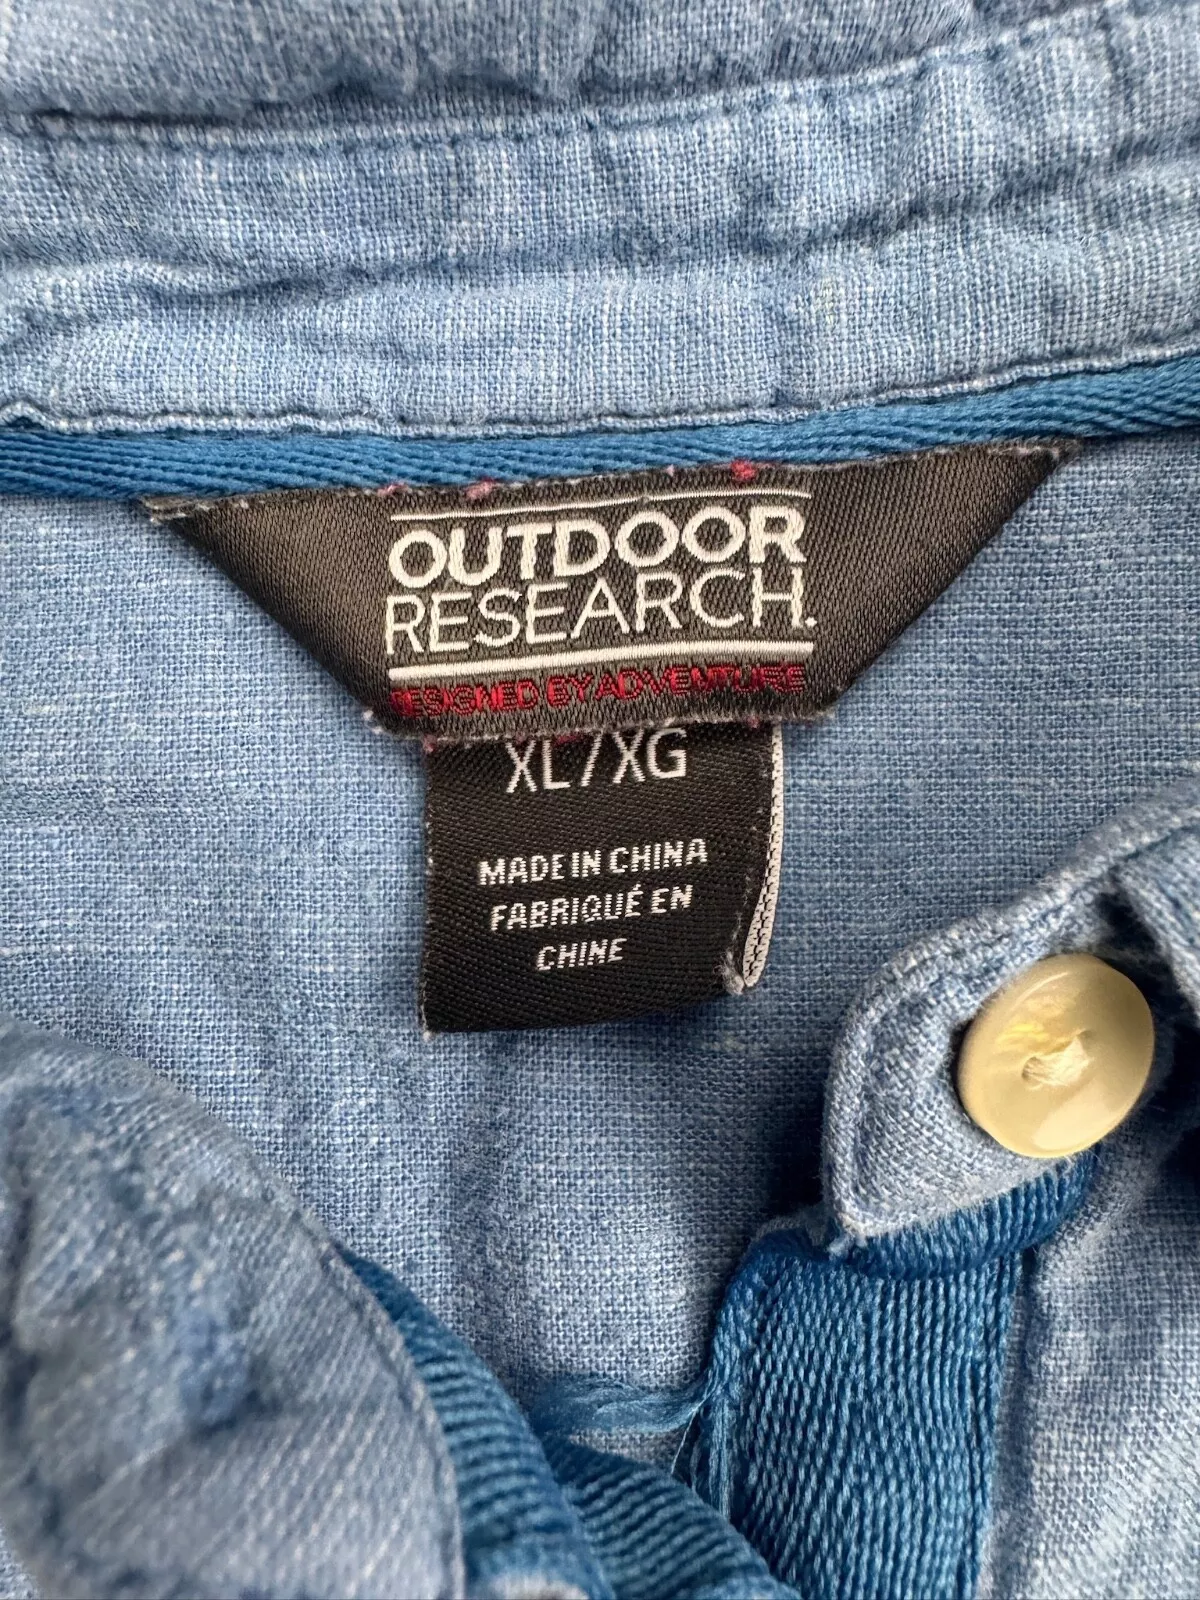 OUTDOOR
RESEARCH.
DESIGNED BY ADVENTURE
XL/XG
MADE IN CHINA
FABRIQUÉ EN
CHINE